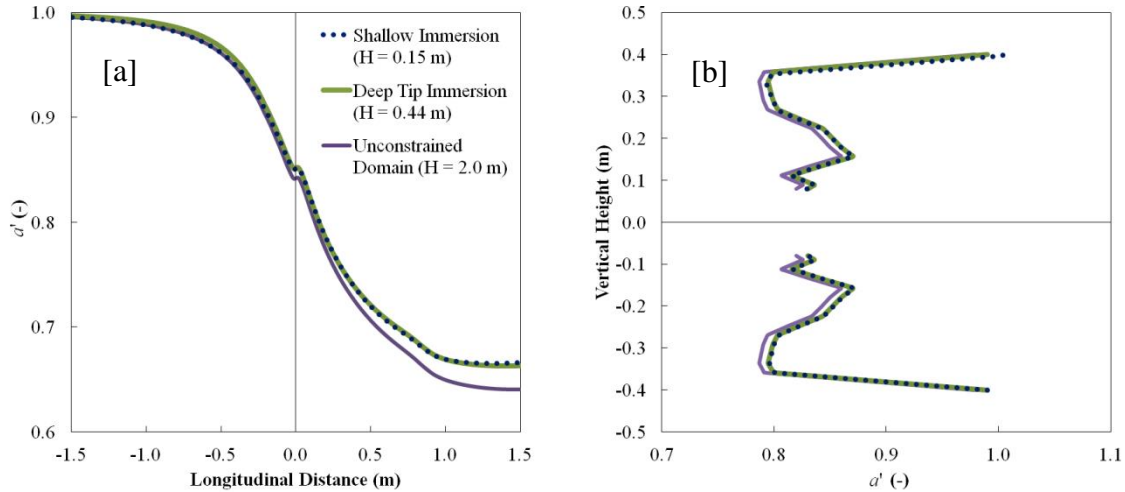 [a]
1.0
0.9
0.8
0.7
0.6
a' (-)
-1.5
-1.0
-0.5
0.0
0.5
1.0
1.5
Longitudinal Distance (m)
Shallow Immersion
(H = 0.15 m)
Deep Tip Immersion
(H = 0.44 m)
Unconstrained
Domain (H = 2.0 m)
[b]
0.5
0.4
0.3
0.2
0.1
0.0
-0.1
-0.2
-0.3
-0.4
-0.5
Vertical Height (m)
0.7
0.8
0.9
1.0
1.1
a' (-)